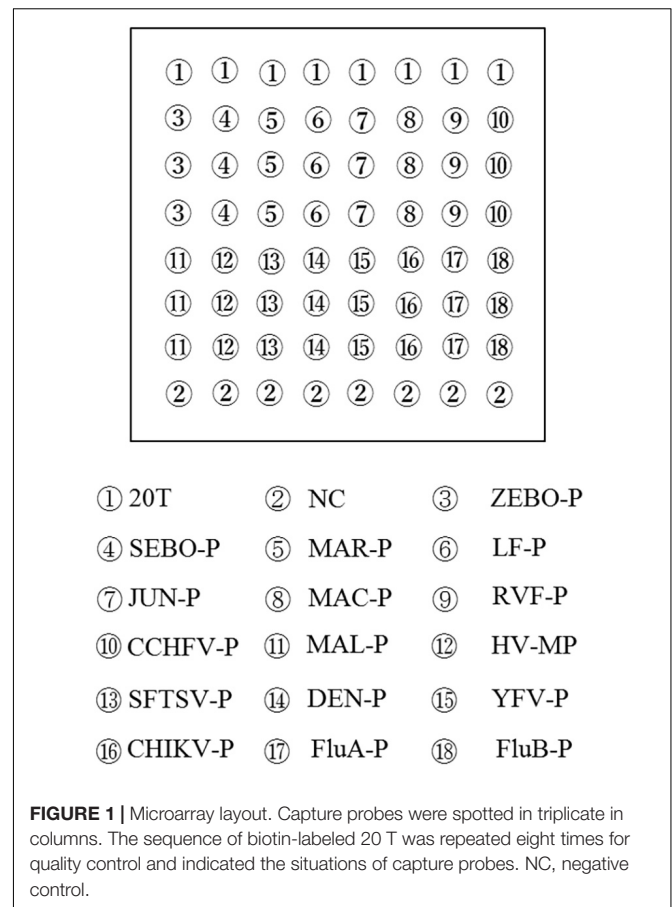 ① ① ① ① ① ① ① ①
③ ④ ⑤ ⑥ ⑦ ⑧ ⑨ ⑩
③ ④ ⑤ ⑥ ⑦ ⑧ ⑨ ⑩
③ ④ ⑤ ⑥ ⑦ ⑧ ⑨ ⑩
⑪ ⑫ ⑬ ⑭ ⑮ ⑯ ⑰ ⑱
⑪ ⑫ ⑬ ⑭ ⑮ ⑯ ⑰ ⑱
⑪ ⑫ ⑬ ⑭ ⑮ ⑯ ⑰ ⑱
② ② ② ② ② ② ② ②
① 20T ② NC ③ ZEBO-P
④ SEBO-P ⑤ MAR-P ⑥ LF-P
⑦ JUN-P ⑧ MAC-P ⑨ RVF-P
⑩ CCHFV-P ⑪ MAL-P ⑫ HV-MP
⑬ SFTSV-P ⑭ DEN-P ⑮ YFV-P
⑯ CHIKV-P ⑰ FluA-P ⑱ FluB-P
FIGURE 1 | Microarray layout. Capture probes were spotted in triplicate in
columns. The sequence of biotin-labeled 20 T was repeated eight times for
quality control and indicated the situations of capture probes. NC, negative
control.